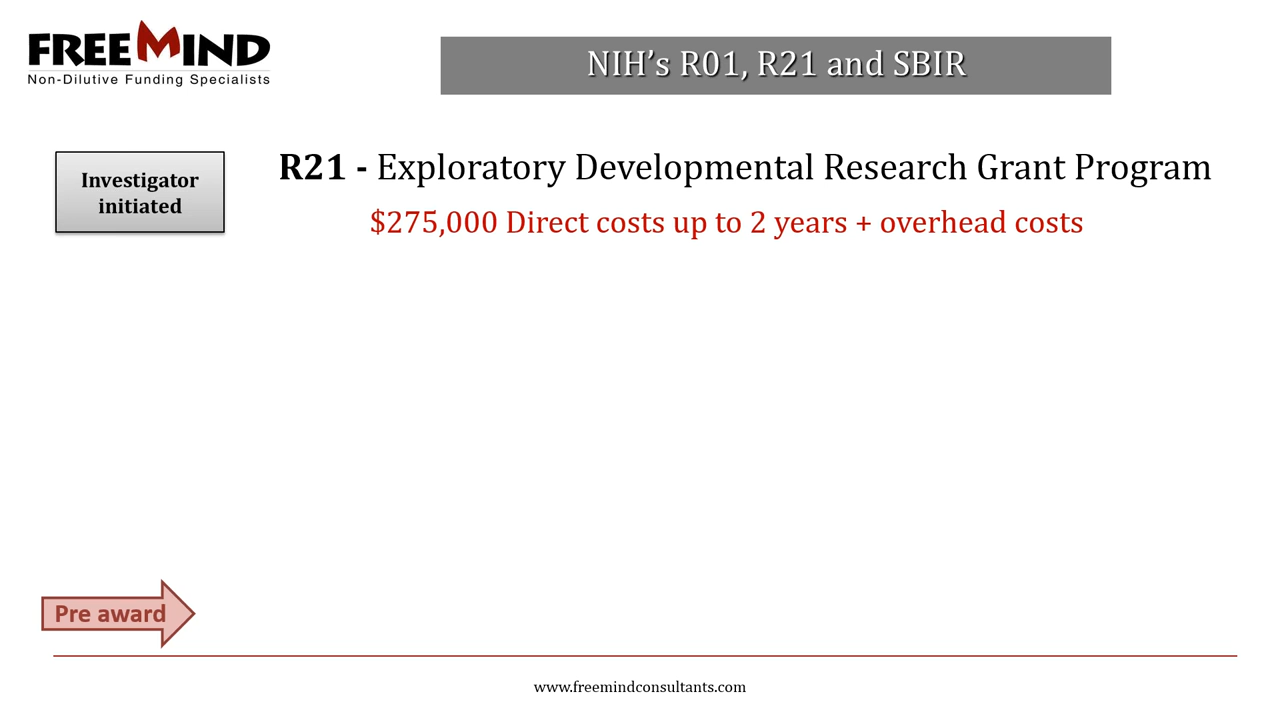 FREEMIND
Non-Dilutive Funding Specialists
NIH’s R01, R21 and SBIR
Investigator
initiated
R21 - Exploratory Developmental Research Grant Program
$275,000 Direct costs up to 2 years + overhead costs
Pre award
www.freemindconsultants.com